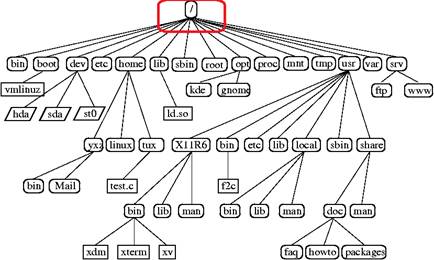 /
bin boot dev etc home lib sbin root opt proc mnt tmp usr var srv
vmlinuz kde gnome ftp www
hda sda st0 ld.so
yxz linux tux X11R6 bin etc lib local sbin share
bin Mail test.c f2c
bin lib man bin lib man doc man
xdm xterm xv faq howto packages